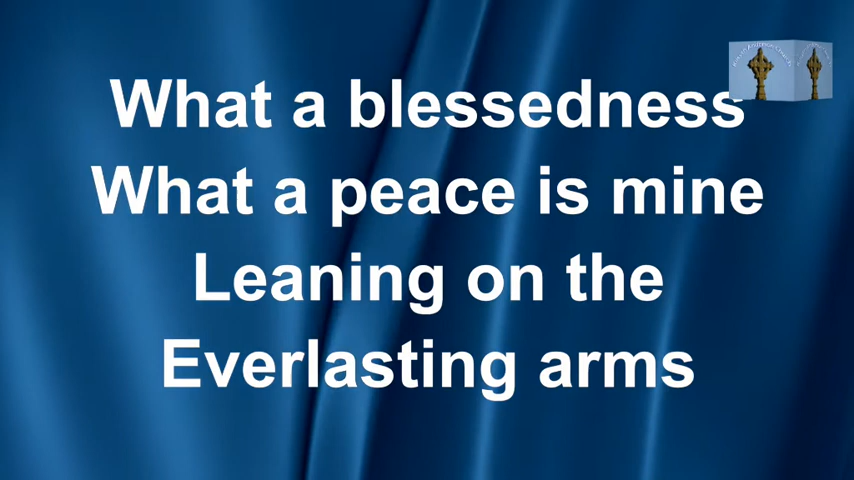 What a blessedness
What a peace is mine
Leaning on the
Everlasting arms